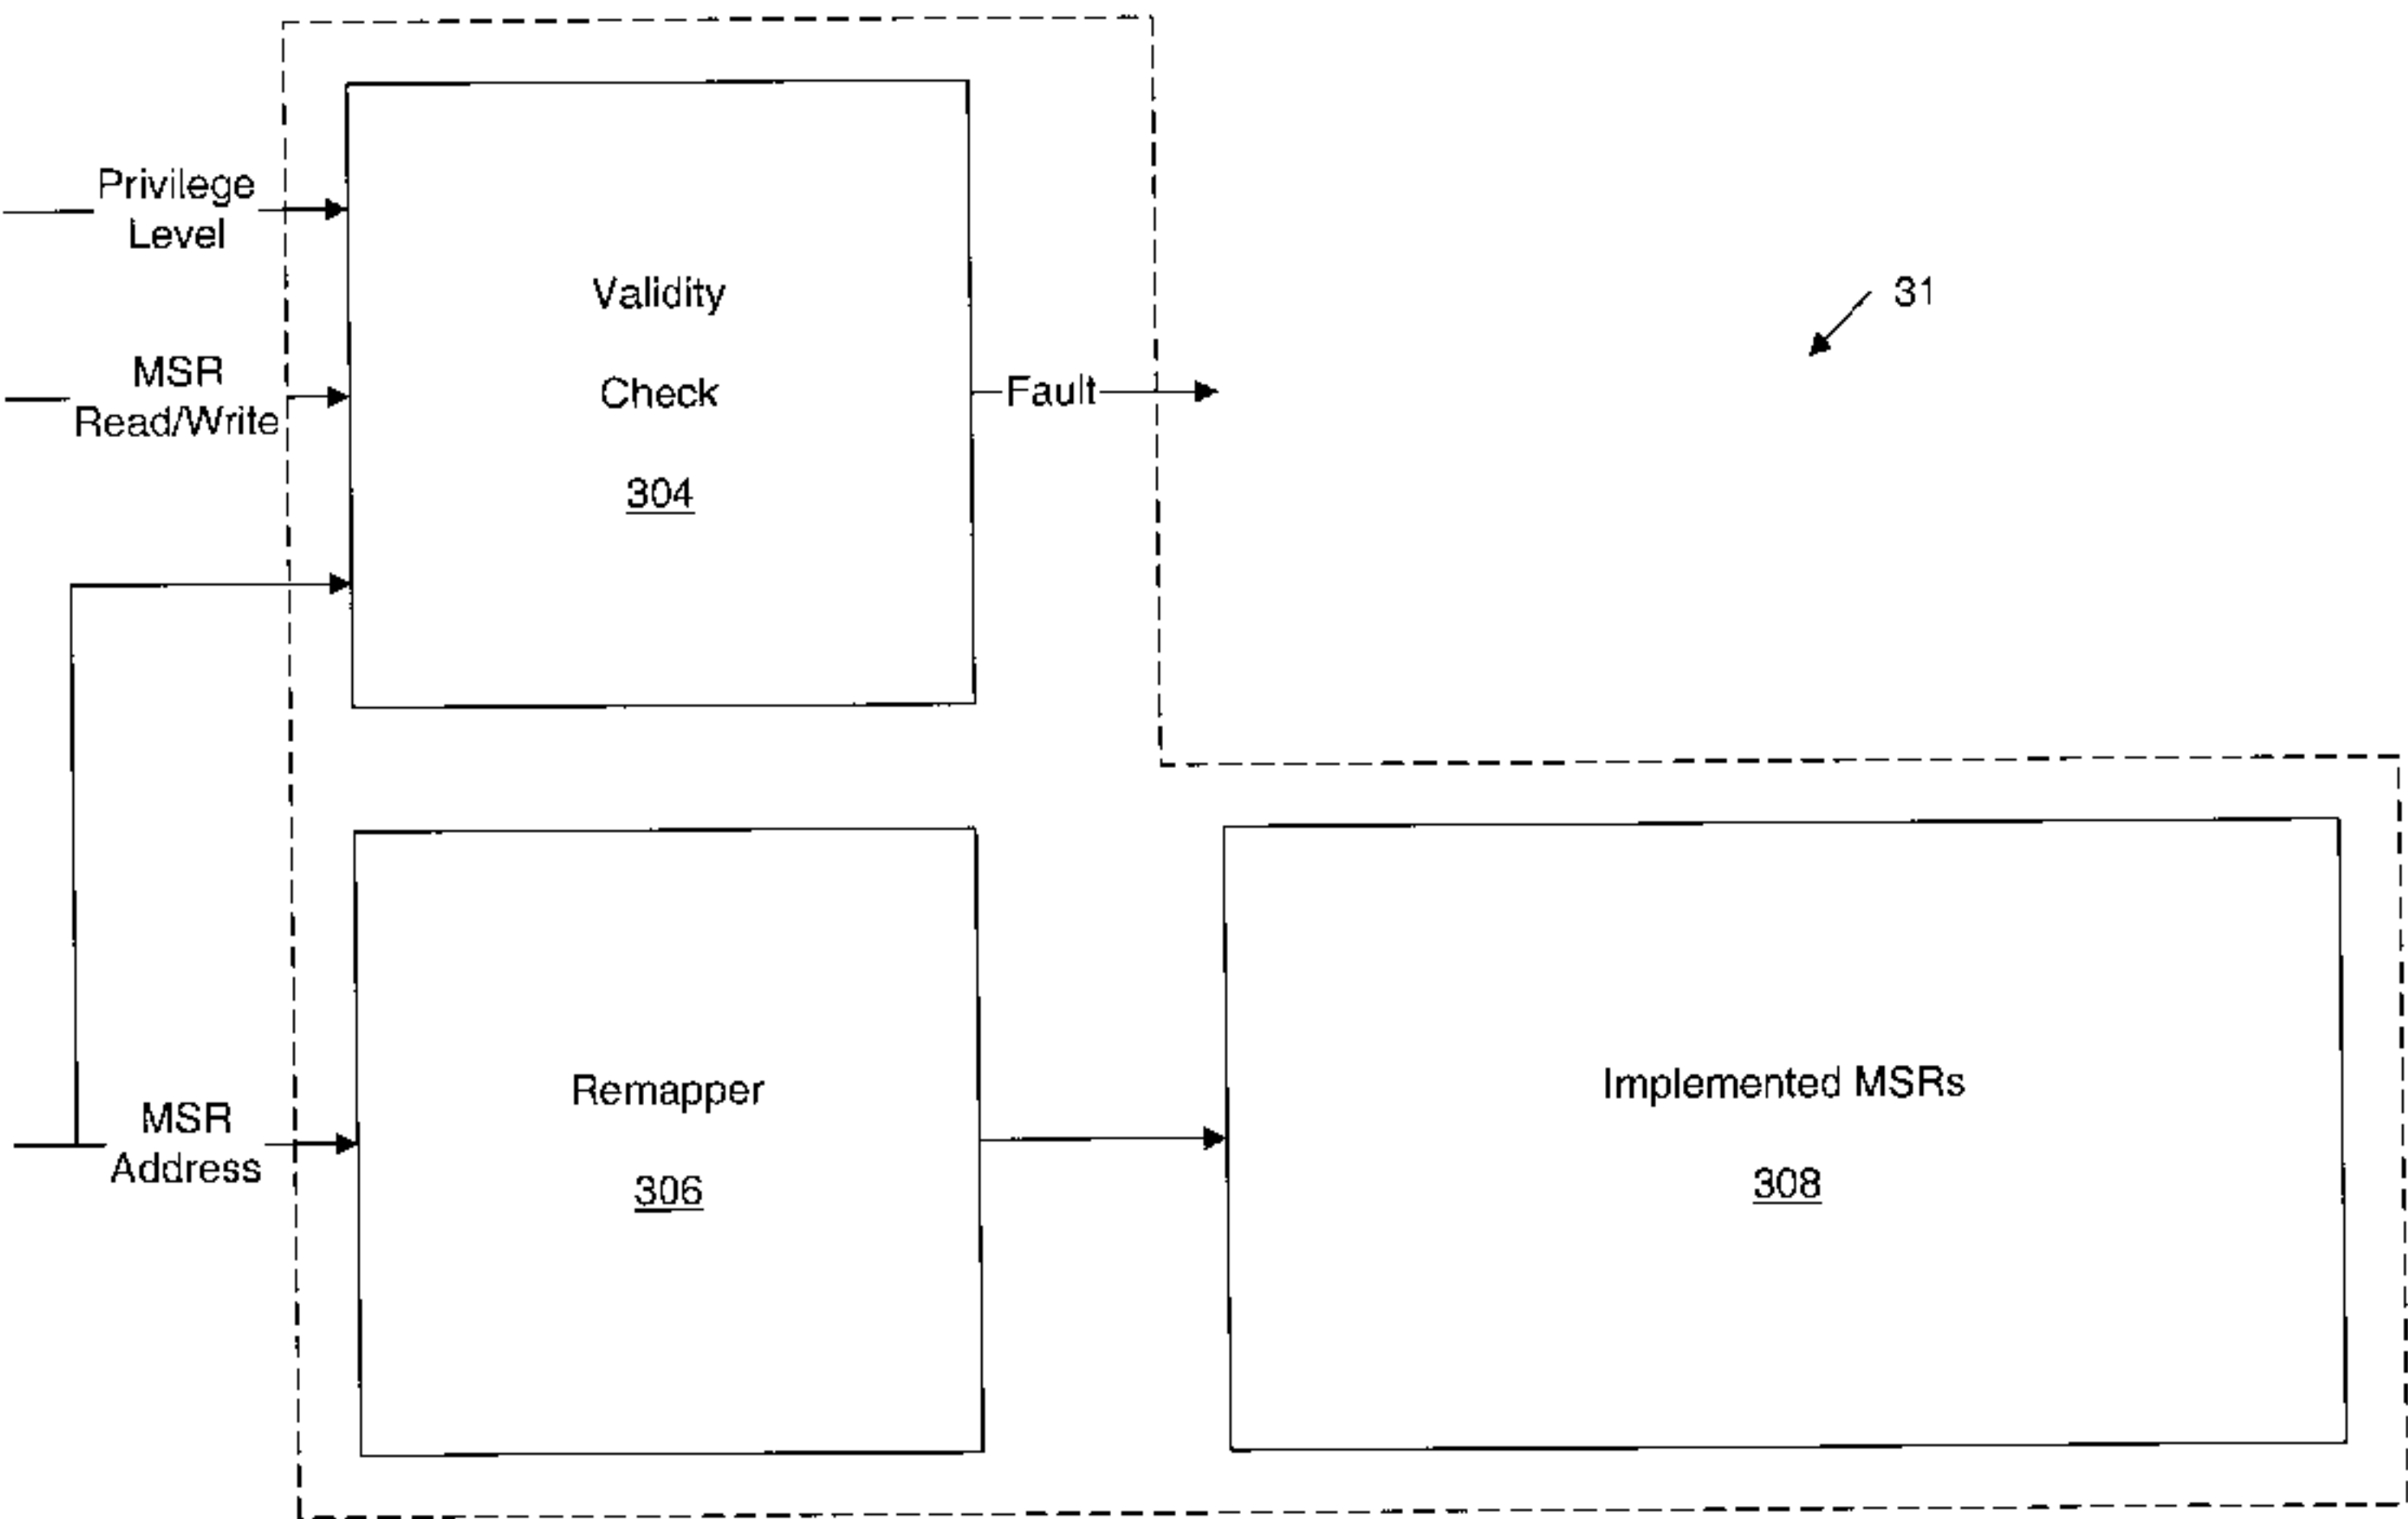 Privilege
Level
MSR
Read/Write
Validity
Check
304
Fault
31
MSR
Address
Remapper
306
Implemented MSRs
308